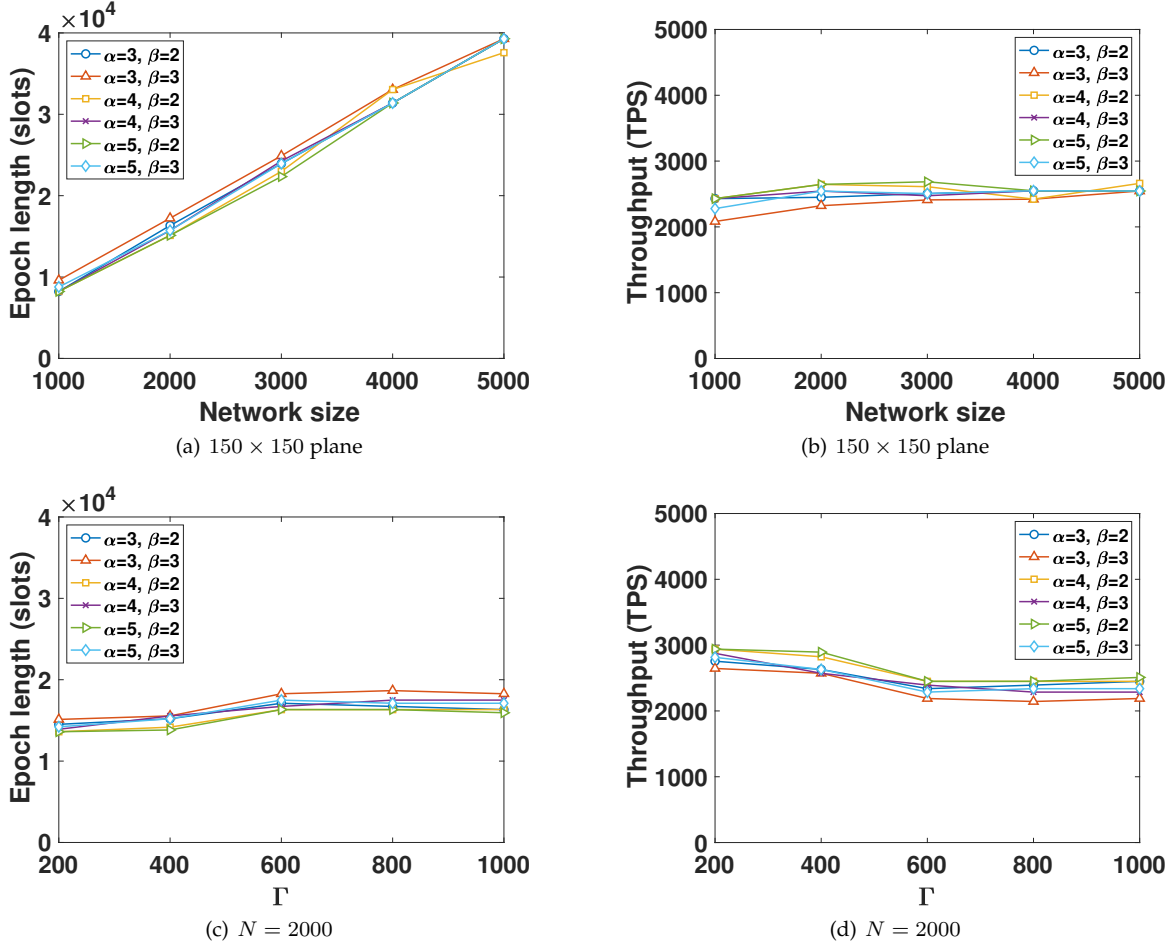 ×10⁴
4
3
2
1
0
Epoch length (slots)
α=3, β=2
α=3, β=3
α=4, β=2
α=4, β=3
α=5, β=2
α=5, β=3
1000 2000 3000 4000 5000
Network size
(a) 150 × 150 plane
5000
4000
3000
2000
1000
0
Throughput (TPS)
α=3, β=2
α=3, β=3
α=4, β=2
α=4, β=3
α=5, β=2
α=5, β=3
1000 2000 3000 4000 5000
Network size
(b) 150 × 150 plane
×10⁴
4
3
2
1
0
Epoch length (slots)
α=3, β=2
α=3, β=3
α=4, β=2
α=4, β=3
α=5, β=2
α=5, β=3
200 400 600 800 1000
Γ
(c) N = 2000
5000
4000
3000
2000
1000
0
Throughput (TPS)
α=3, β=2
α=3, β=3
α=4, β=2
α=4, β=3
α=5, β=2
α=5, β=3
200 400 600 800 1000
Γ
(d) N = 2000